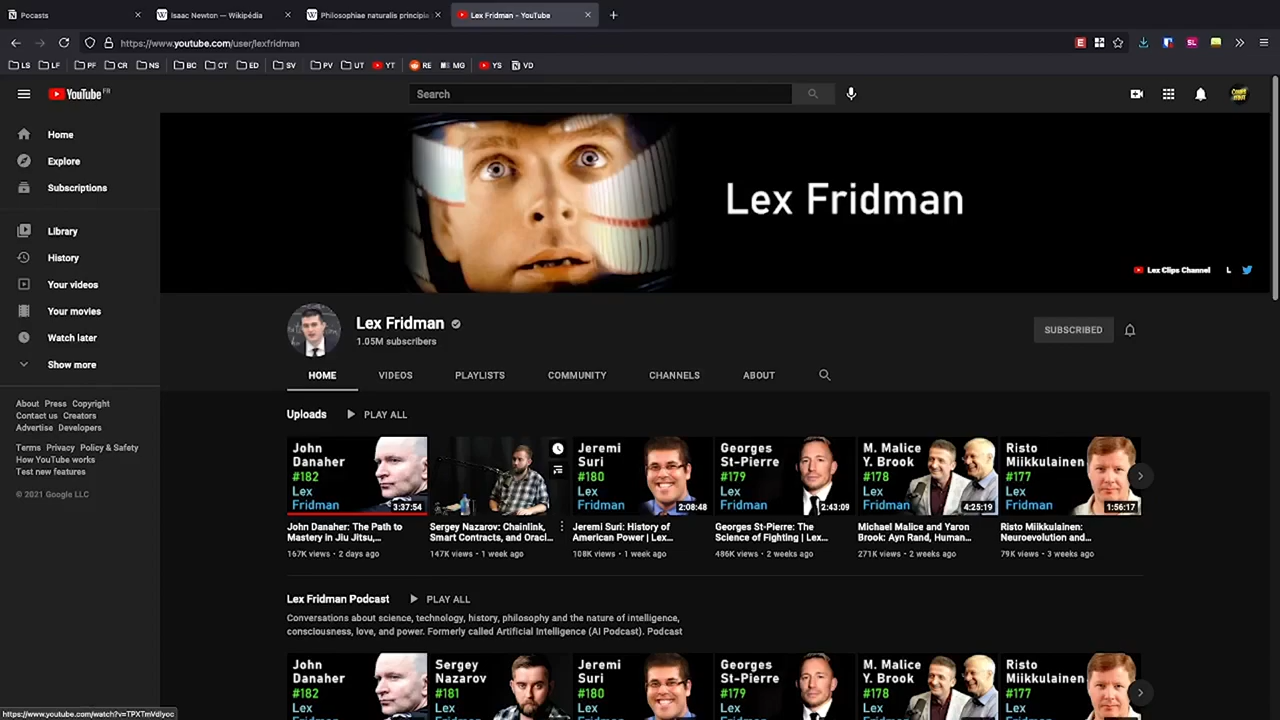 Pocasts
Isaac Newton – Wikipédia
Philosophiae naturalis principia
Lex Fridman - YouTube
https://www.youtube.com/user/lexfridman
LS LF PF CR NS BC CT ED SV PV UT YT RE MG YS VD
YouTube FR
Search
Home
Explore
Subscriptions
Library
History
Your videos
Your movies
Watch later
Show more
About Press Copyright
Contact us Creators
Advertise Developers
Terms Privacy Policy & Safety
How YouTube works
Test new features
© 2021 Google LLC
Lex Fridman
Lex Clips Channel L
Lex Fridman
1.05M subscribers
SUBSCRIBED
HOME VIDEOS PLAYLISTS COMMUNITY CHANNELS ABOUT
Uploads PLAY ALL
John
Danaher
#182
Lex
Fridman
3:37:54
John Danaher: The Path to
Mastery in Jiu Jitsu,...
167K views • 2 days ago
Sergey Nazarov: Chainlink,
Smart Contracts, and Oracl...
147K views • 1 week ago
Jeremi
Suri
#180
Lex
Fridman
2:08:48
Jeremi Suri: History of
American Power | Lex...
108K views • 1 week ago
Georges
St-Pierre
#179
Lex
Fridman
2:43:09
Georges St-Pierre: The
Science of Fighting | Lex...
486K views • 2 weeks ago
M. Malice
Y. Brook
#178
Lex
Fridman
4:25:19
Michael Malice and Yaron
Brook: Ayn Rand, Human...
271K views • 2 weeks ago
Risto
Miikkulainen
#177
Lex
Fridman
1:56:17
Risto Miikkulainen:
Neuroevolution and...
79K views • 3 weeks ago
Lex Fridman Podcast PLAY ALL
Conversations about science, technology, history, philosophy and the nature of intelligence,
consciousness, love, and power. Formerly called Artificial Intelligence (AI Podcast). Podcast
John
Danaher
#182
Lex
Sergey
Nazarov
#181
Lex
Jeremi
Suri
#180
Lex
Georges
St-Pierre
#179
Lex
M. Malice
Y. Brook
#178
Lex
Risto
Miikkulainen
#177
Lex